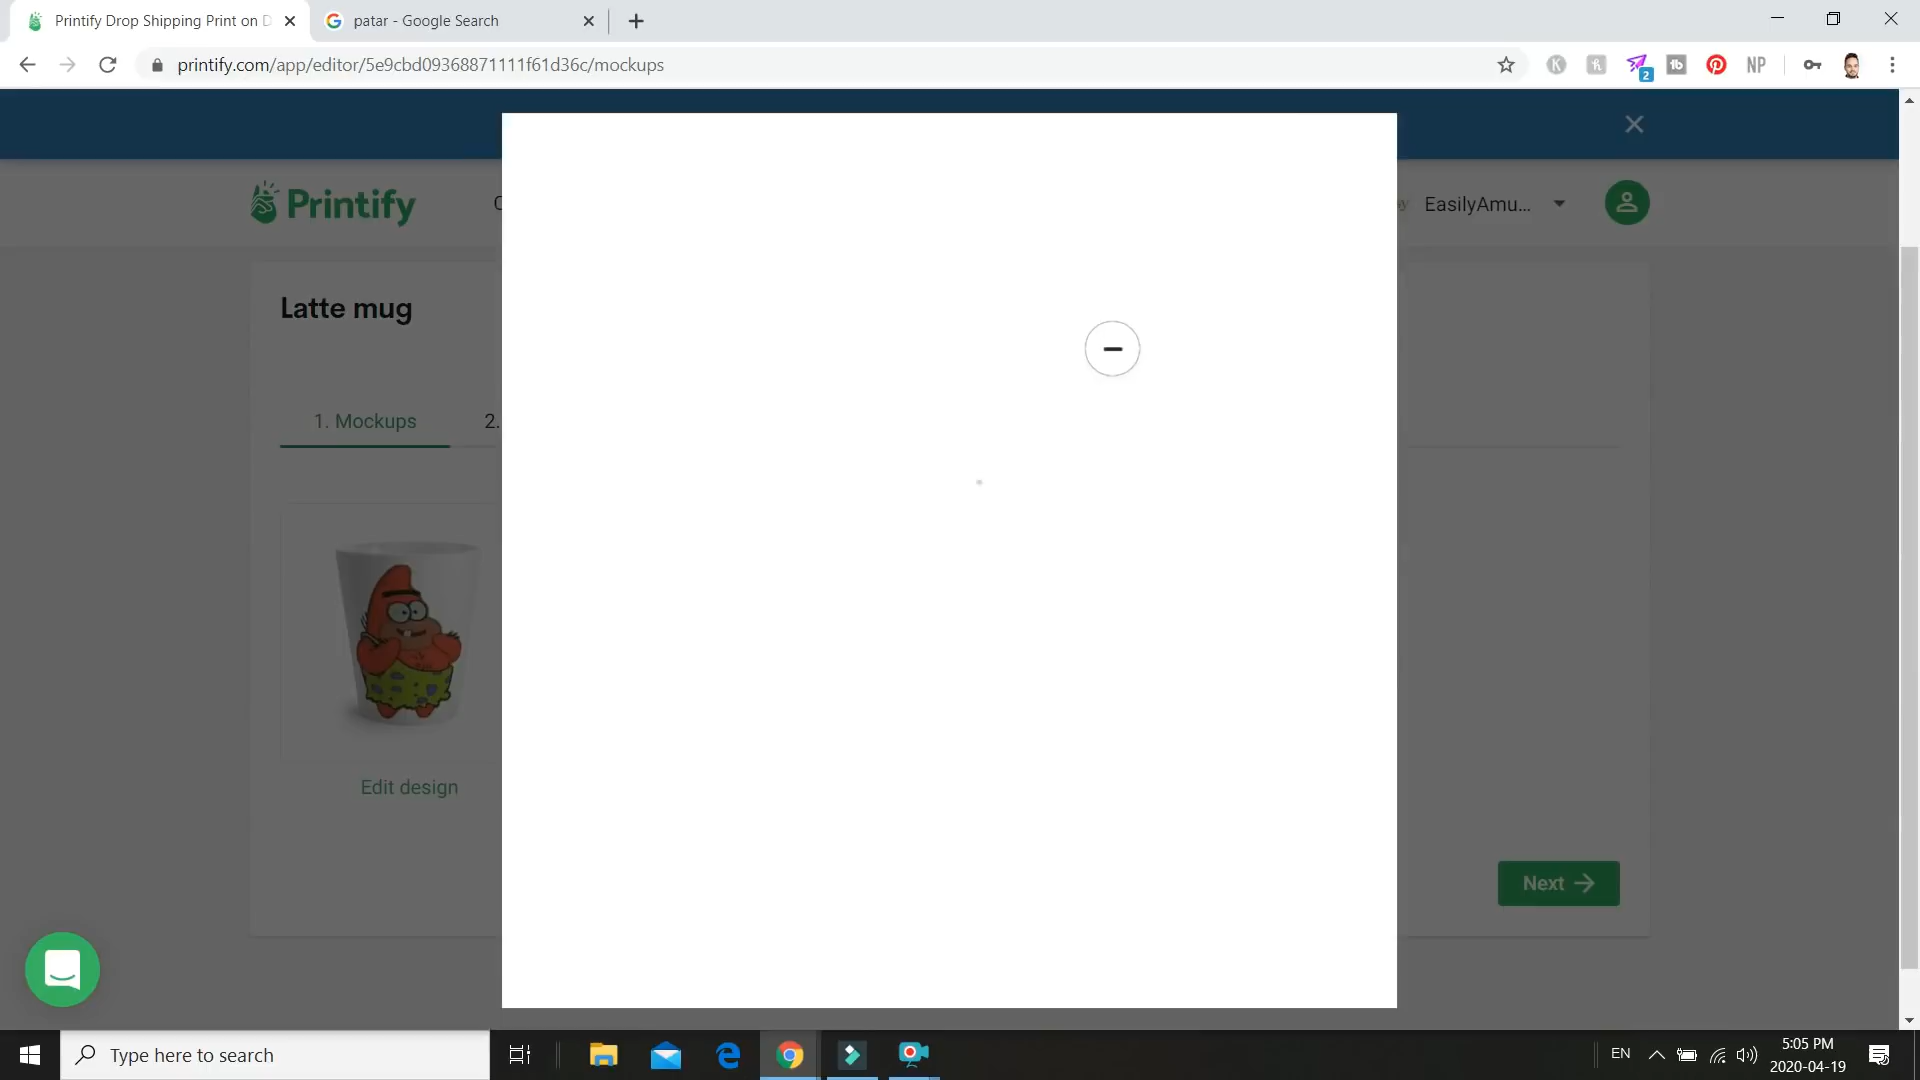 Printify Drop Shipping Print on D
patar - Google Search
printify.com/app/editor/5e9cbd09368871111f61d36c/mockups
2
NP
Printify
EasilyAmu...
Latte mug
1. Mockups
2.
Edit design
Next
Type here to search
EN
5:05 PM
2020-04-19